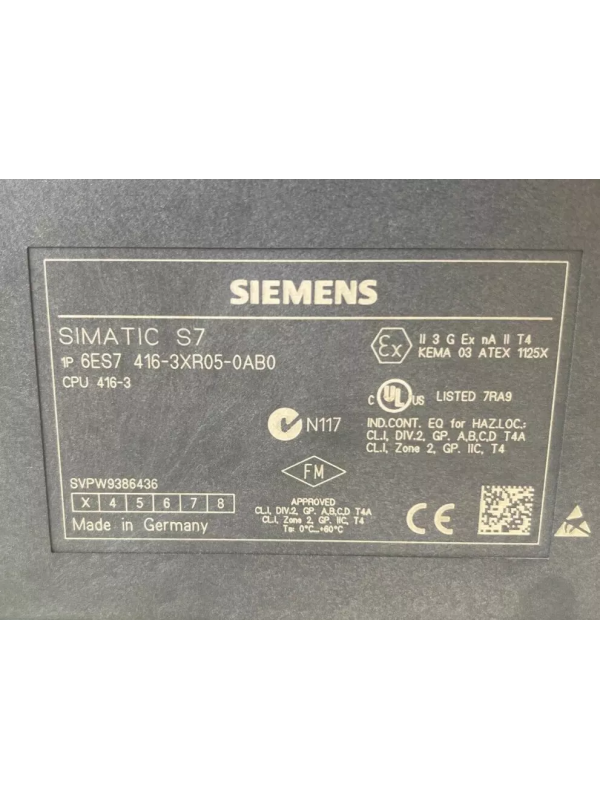 SIEMENS
SIMATIC S7
1P 6ES7 416-3XR05-0AB0
CPU 416-3
Ex
II 3 G Ex nA II T4
KEMA 03 ATEX 1125X
C UL US LISTED 7RA9
N117
IND.CONT. EQ for HAZ.LOC.:
CL.I, DIV.2, GP. A,B,C,D T4A
CL.I, Zone 2, GP. IIC, T4
FM
APPROVED
CL.I, DIV.2, GP. A,B,C,D T4A
CL.I, Zone 2, GP. IIC, T4
Ta: 0°C...+60°C
SVPW9386436
X 4 5 6 7 8
Made in Germany
CE